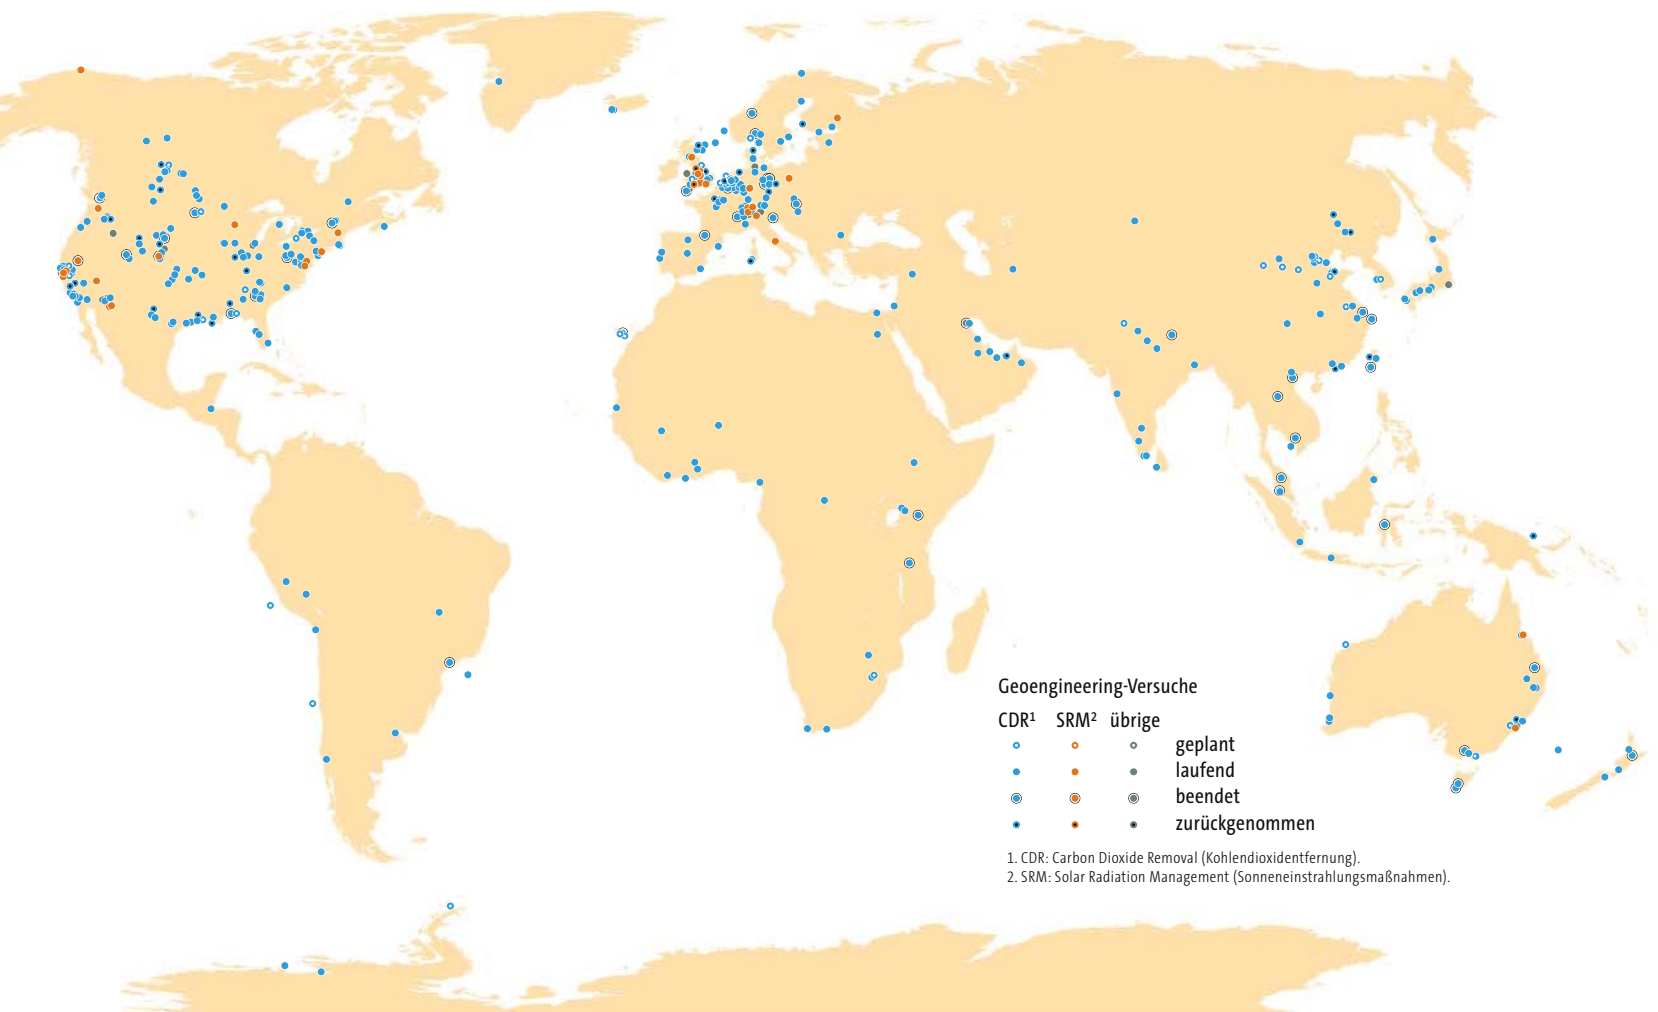 Geoengineering-Versuche
CDR¹ SRM² übrige
geplant
laufend
beendet
zurückgenommen
1. CDR: Carbon Dioxide Removal (Kohlendioxidentfernung).
2. SRM: Solar Radiation Management (Sonneneinstrahlungsmaßnahmen).